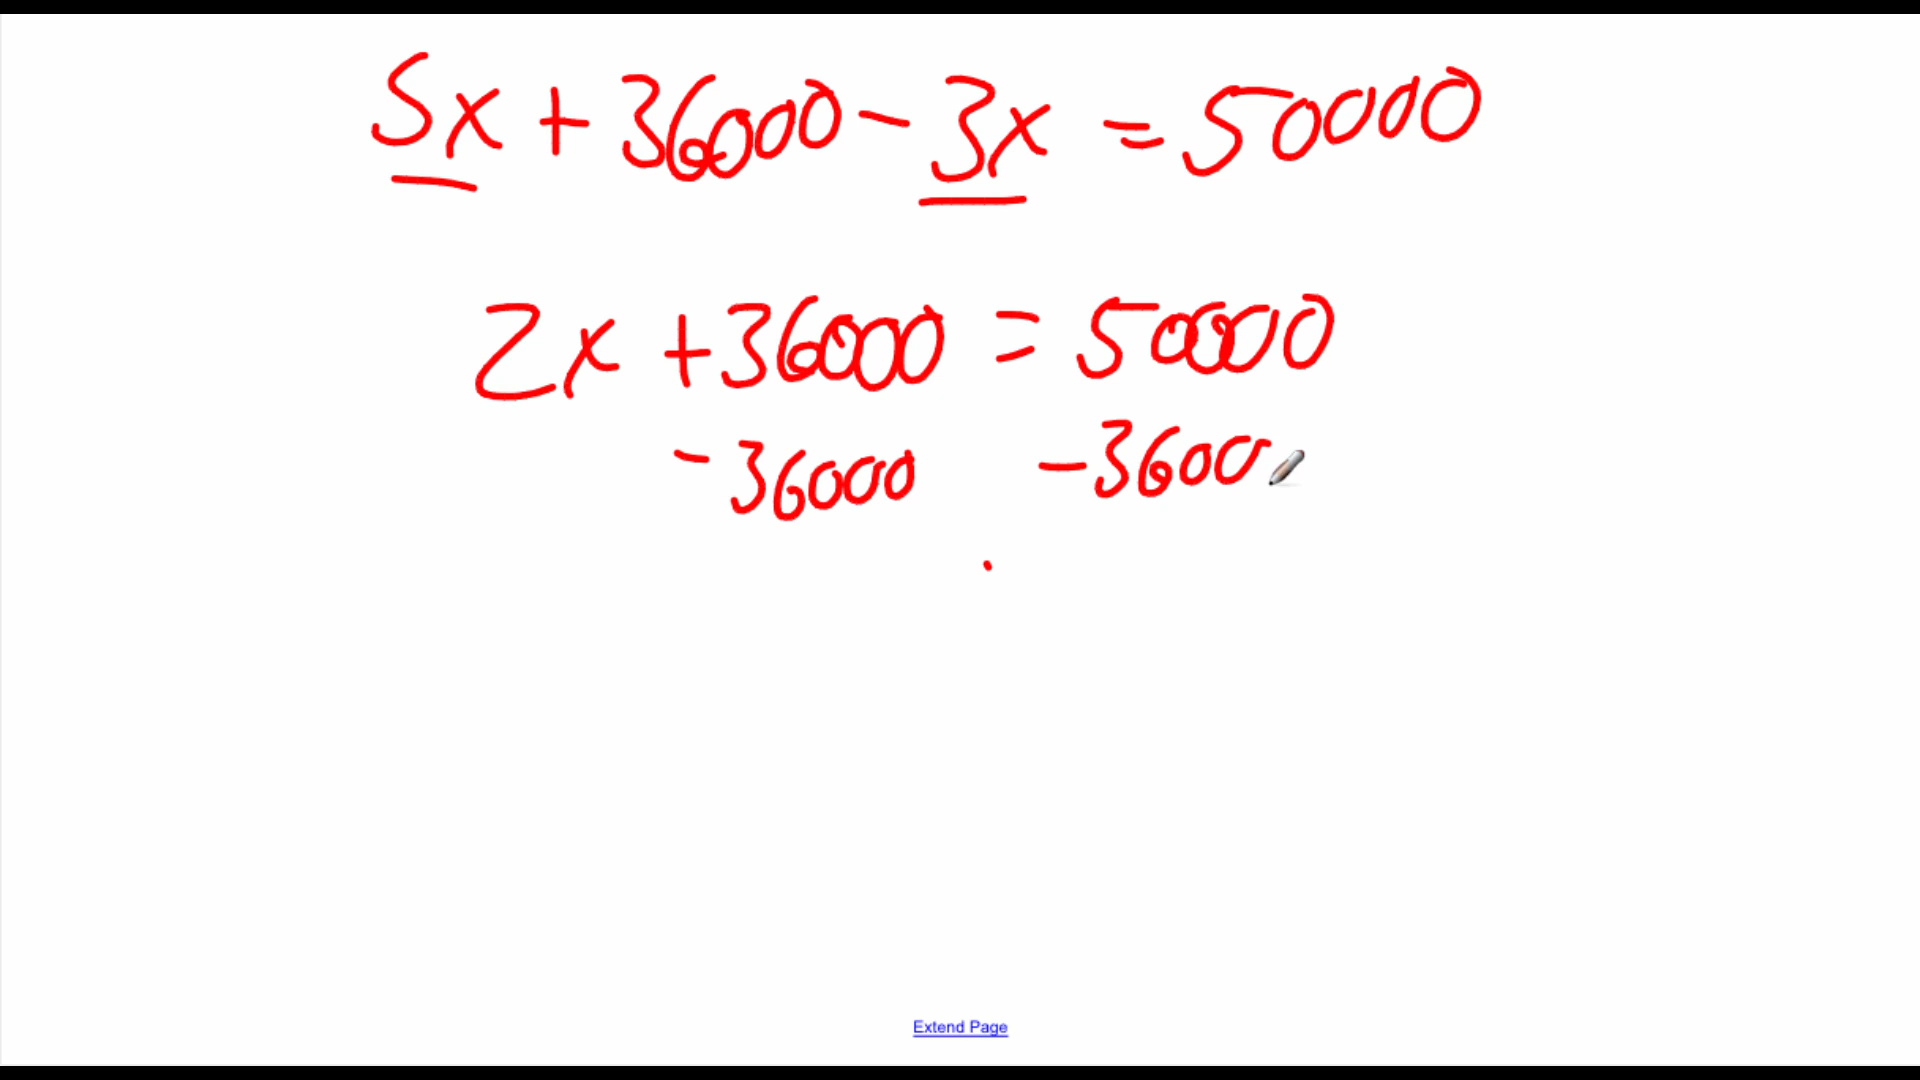 5x + 36000 - 3x = 50000
2x + 36000 = 50000
- 36000 - 3600
Extend Page